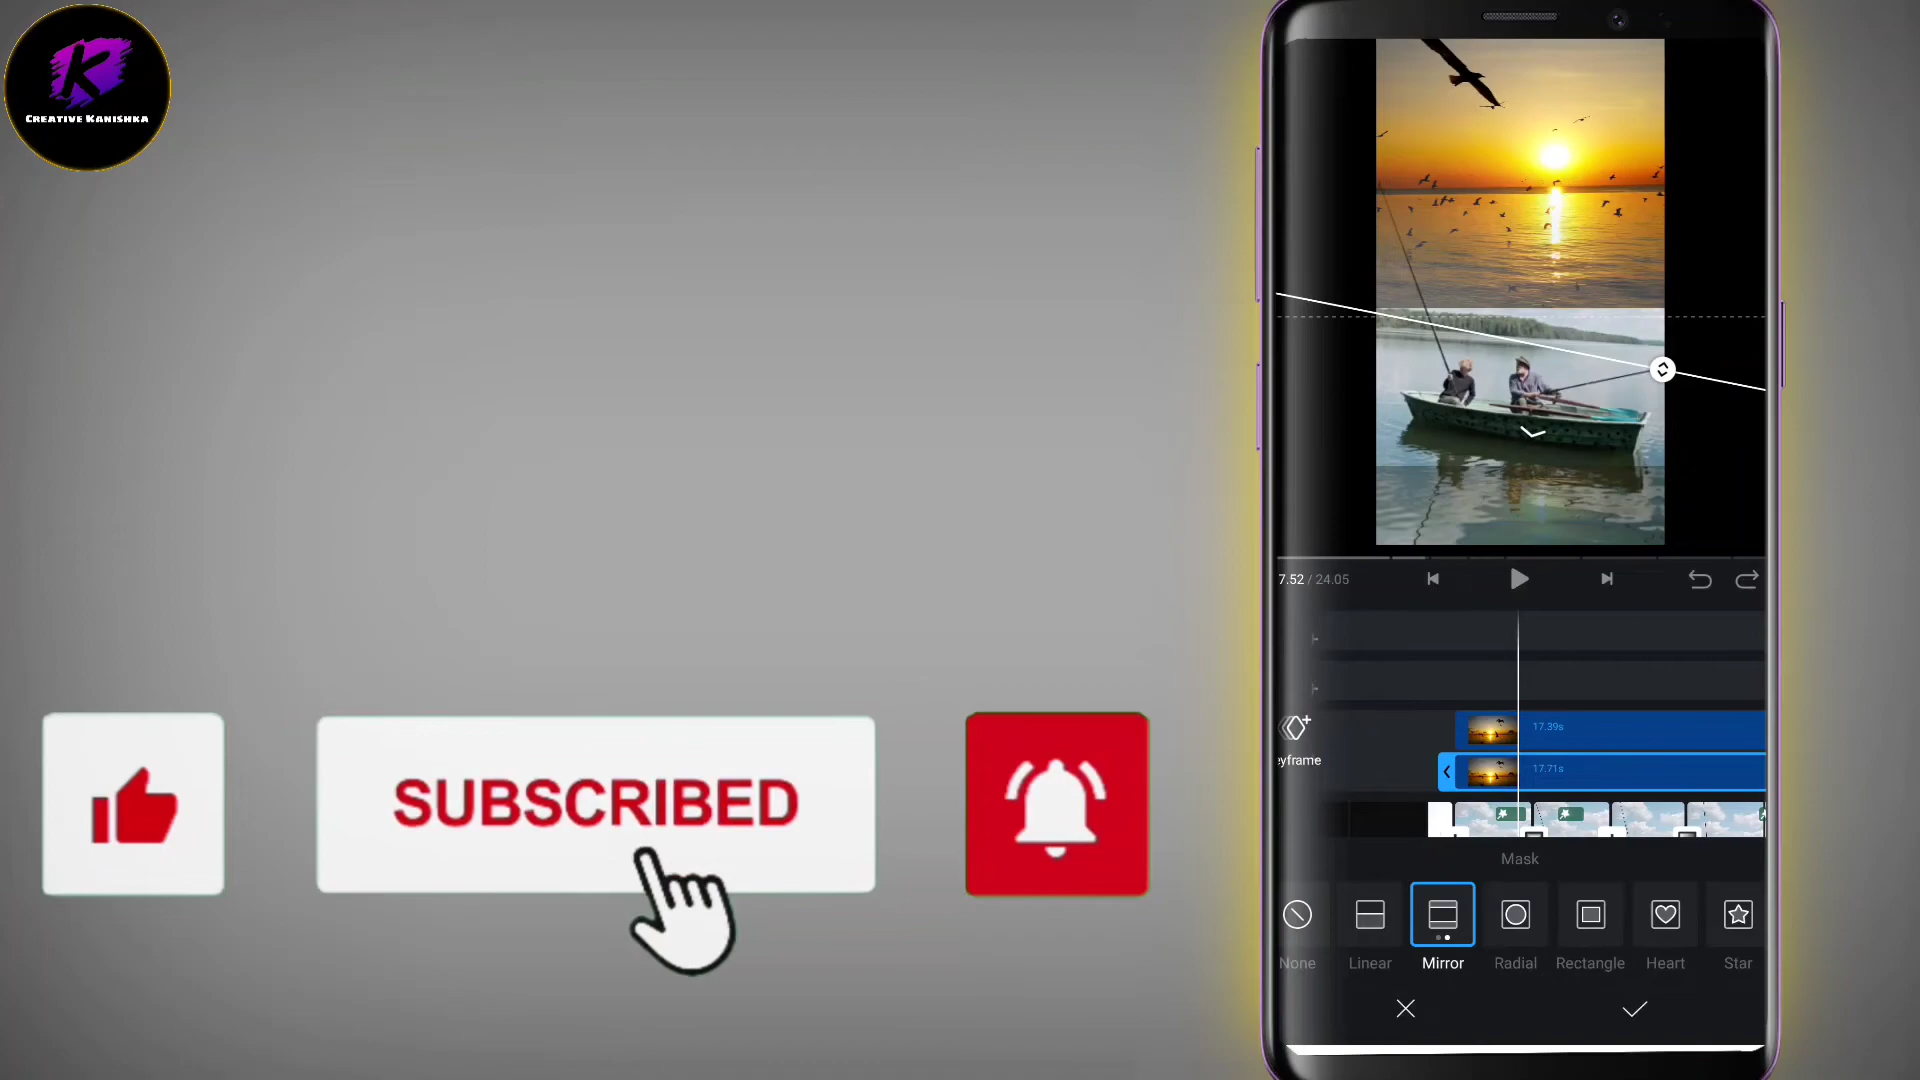 K
CREATIVE KANISHKA
SUBSCRIBED
7.52 / 24.05
17.39s
eyframe
17.71s
Mask
None Linear Mirror Radial Rectangle Heart Star